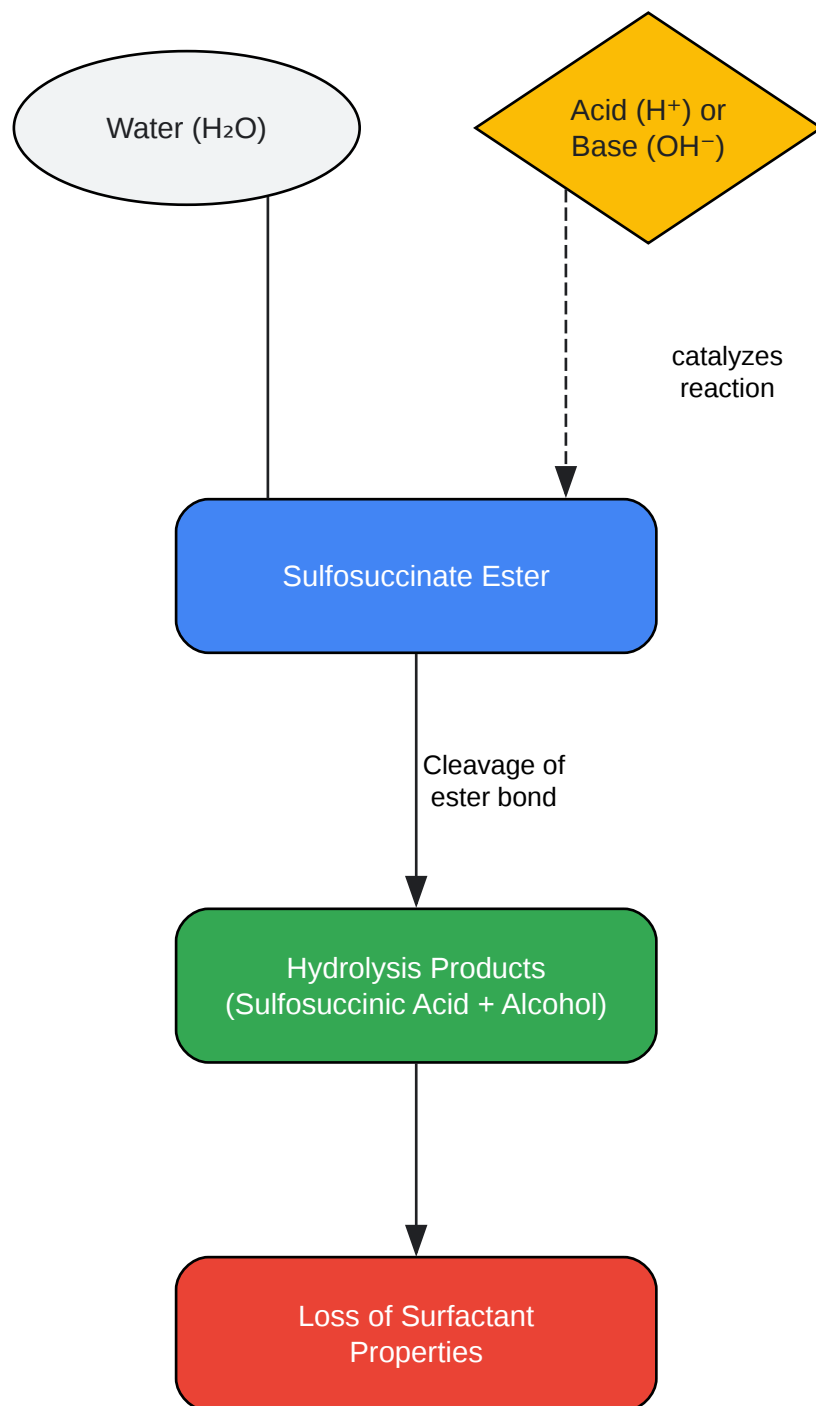 Water (H₂O)
Acid (H⁺) or
Base (OH⁻)
catalyzes
reaction
Sulfosuccinate Ester
Cleavage of
ester bond
Hydrolysis Products
(Sulfosuccinic Acid + Alcohol)
Loss of Surfactant
Properties